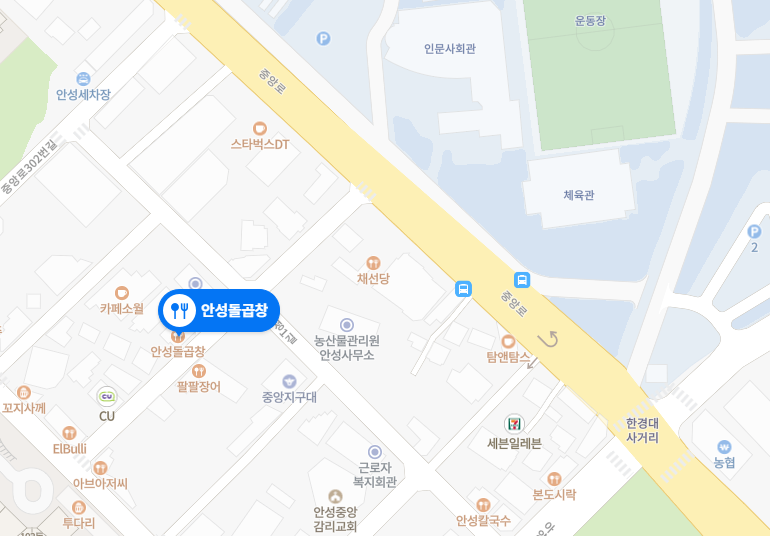 운동장
인문사회관
P
중앙로
안성세차장
스타벅스DT
중앙로302번길
체육관
P
2
채선당
카페소월
안성돌곱창
중앙로
농산물관리원
안성사무소
안성돌곱창
탐앤탐스
팔팔장어
중앙지구대
꼬지사께
CU
CU
한경대
사거리
7
세븐일레븐
ElBulli
농협
근로자
복지회관
아브아저씨
본도시락
안성중앙
감리교회
투다리
안성칼국수